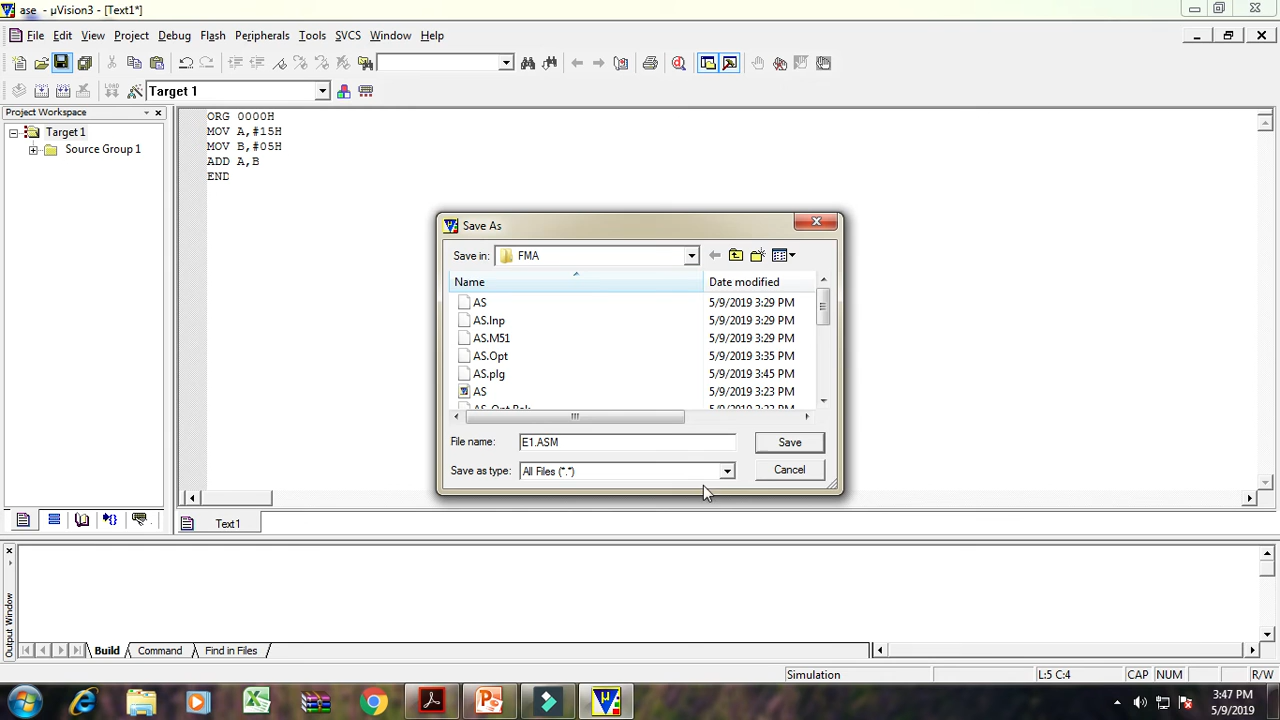 ase - µVision3 - [Text1*]
File Edit View Project Debug Flash Peripherals Tools SVCS Window Help
LOAD Target 1
Project Workspace
Target 1
Source Group 1
ORG 0000H
MOV A,#15H
MOV B,#05H
ADD A,B
END
Save As
Save in: FMA
Name Date modified
AS 5/9/2019 3:29 PM
AS.lnp 5/9/2019 3:29 PM
AS.M51 5/9/2019 3:29 PM
AS.Opt 5/9/2019 3:35 PM
AS.plg 5/9/2019 3:45 PM
AS 5/9/2019 3:23 PM
File name: E1.ASM Save
Save as type: All Files (*.*) Cancel
Text1
Output Window
Build Command Find in Files
Simulation L:5 C:4 CAP NUM R/W
3:47 PM
5/9/2019